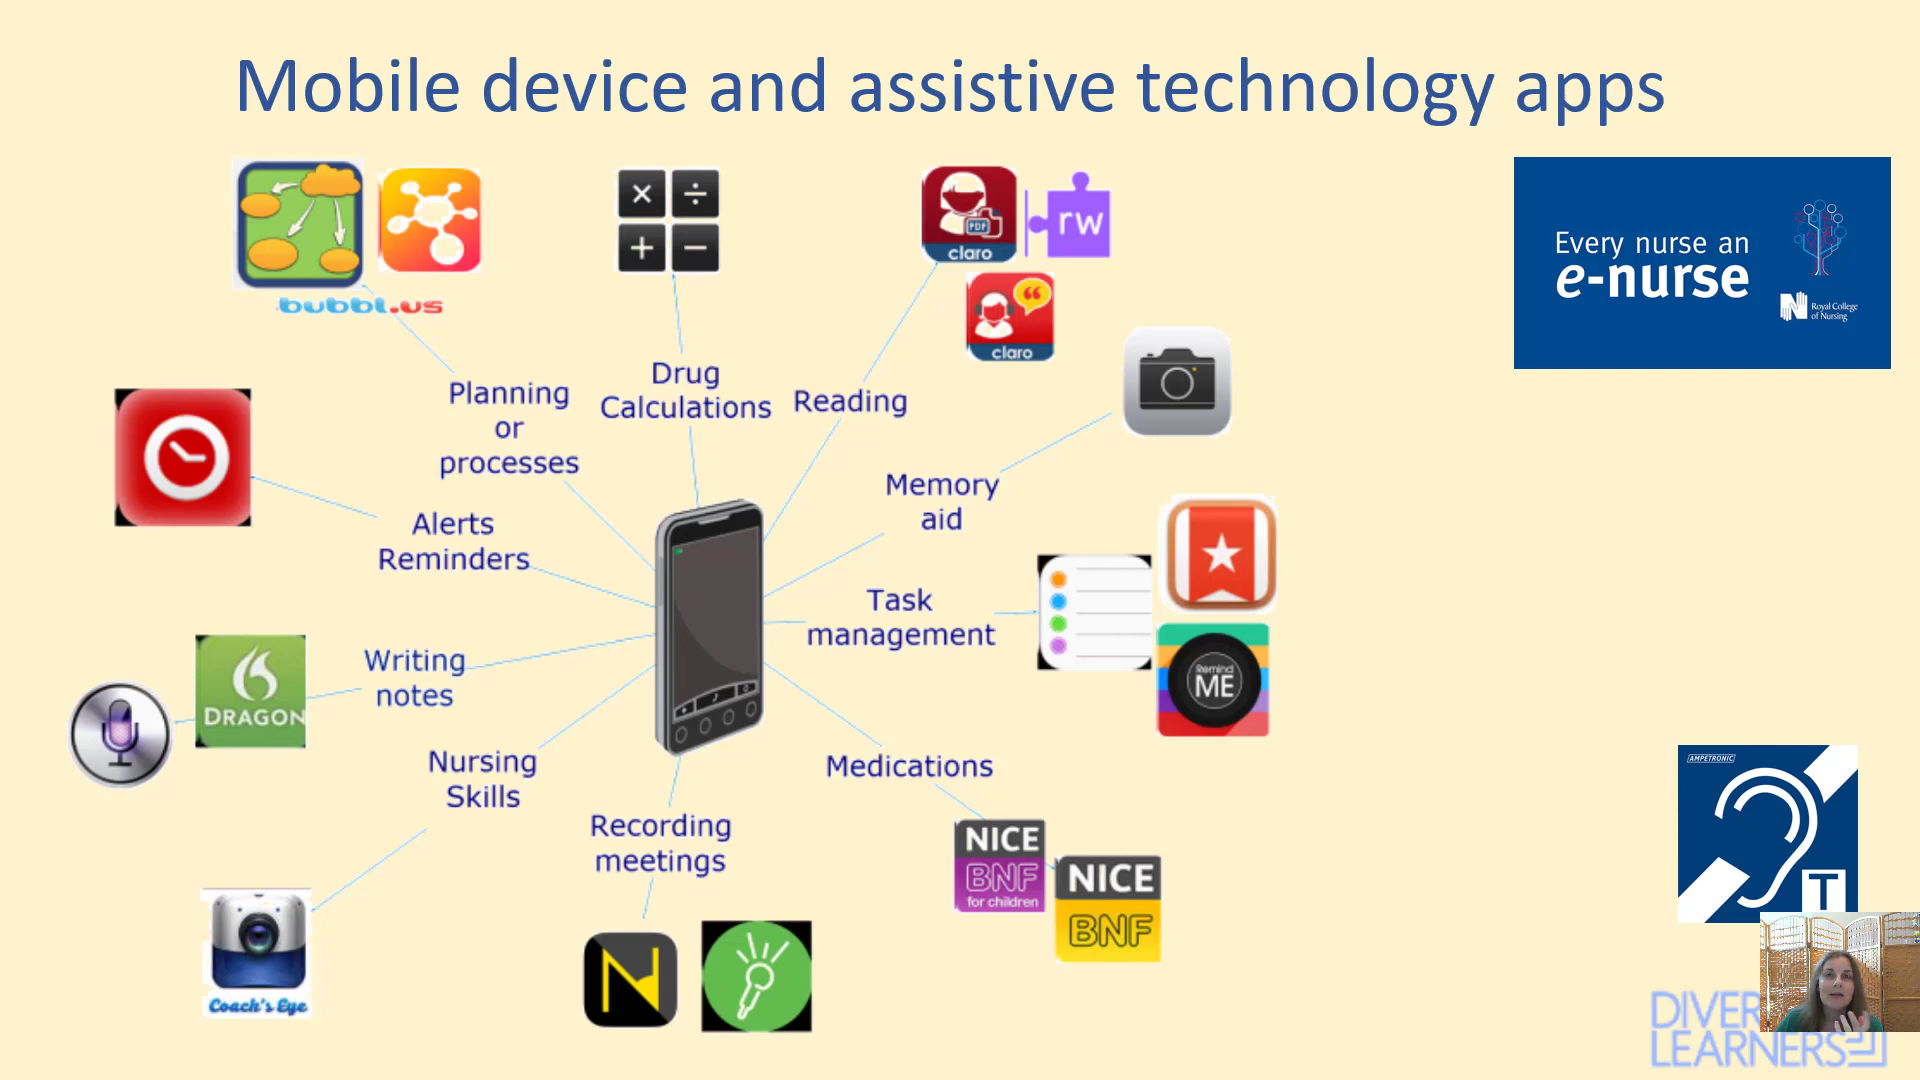 Mobile device and assistive technology apps
bubbl.us
× ÷
+ −
claro
PDF
rw
claro
Every nurse an
e-nurse
Royal College
of Nursing
Planning
or
processes
Drug
Calculations
Reading
Memory
aid
Alerts
Reminders
Task
management
Remind
ME
Writing
notes
DRAGON
Nursing
Skills
Medications
Recording
meetings
NICE
BNF
for children
NICE
BNF
Coach's Eye
N
AMPETRONIC
T
DIVER
LEARNERS